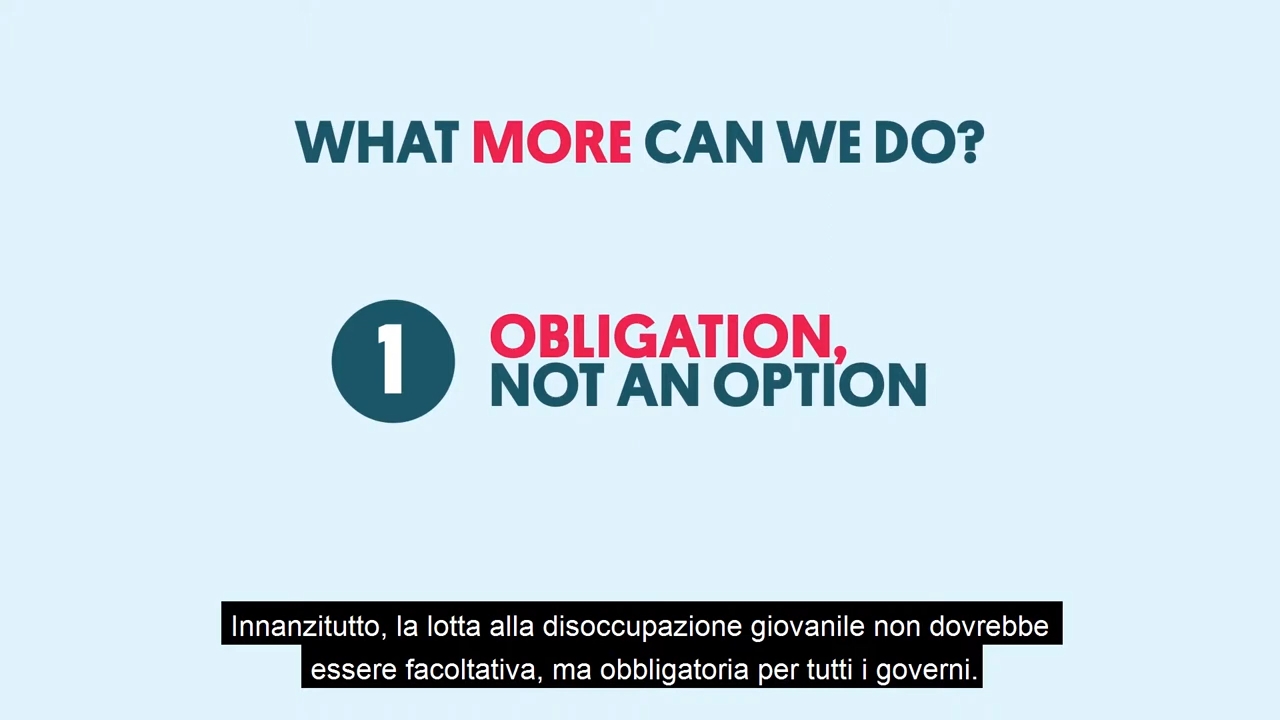 WHAT MORE CAN WE DO?
1
OBLIGATION,
NOT AN OPTION
Innanzitutto, la lotta alla disoccupazione giovanile non dovrebbe
essere facoltativa, ma obbligatoria per tutti i governi.